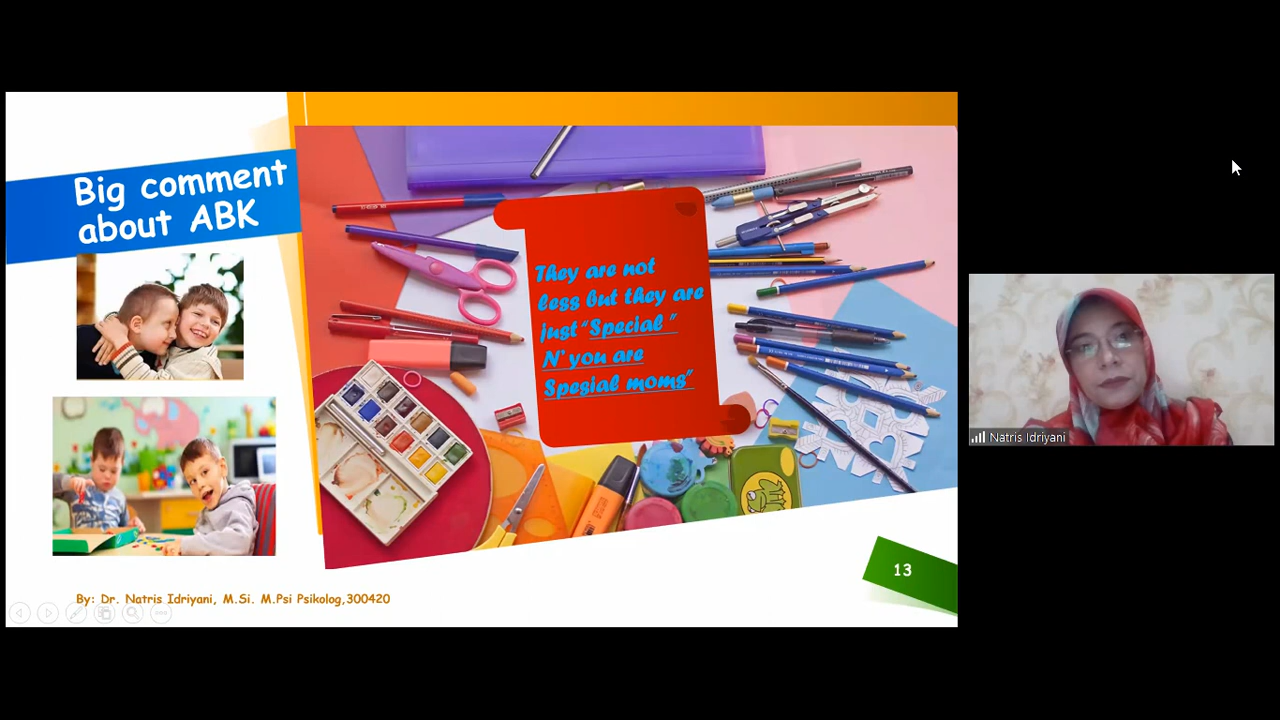 Big comment
about ABK
They are not
less but they are
just “Special ”
N’ you are
Spesial moms”
13
By: Dr. Natris Idriyani, M.Si. M.Psi Psikolog,300420
Natris Idriyani